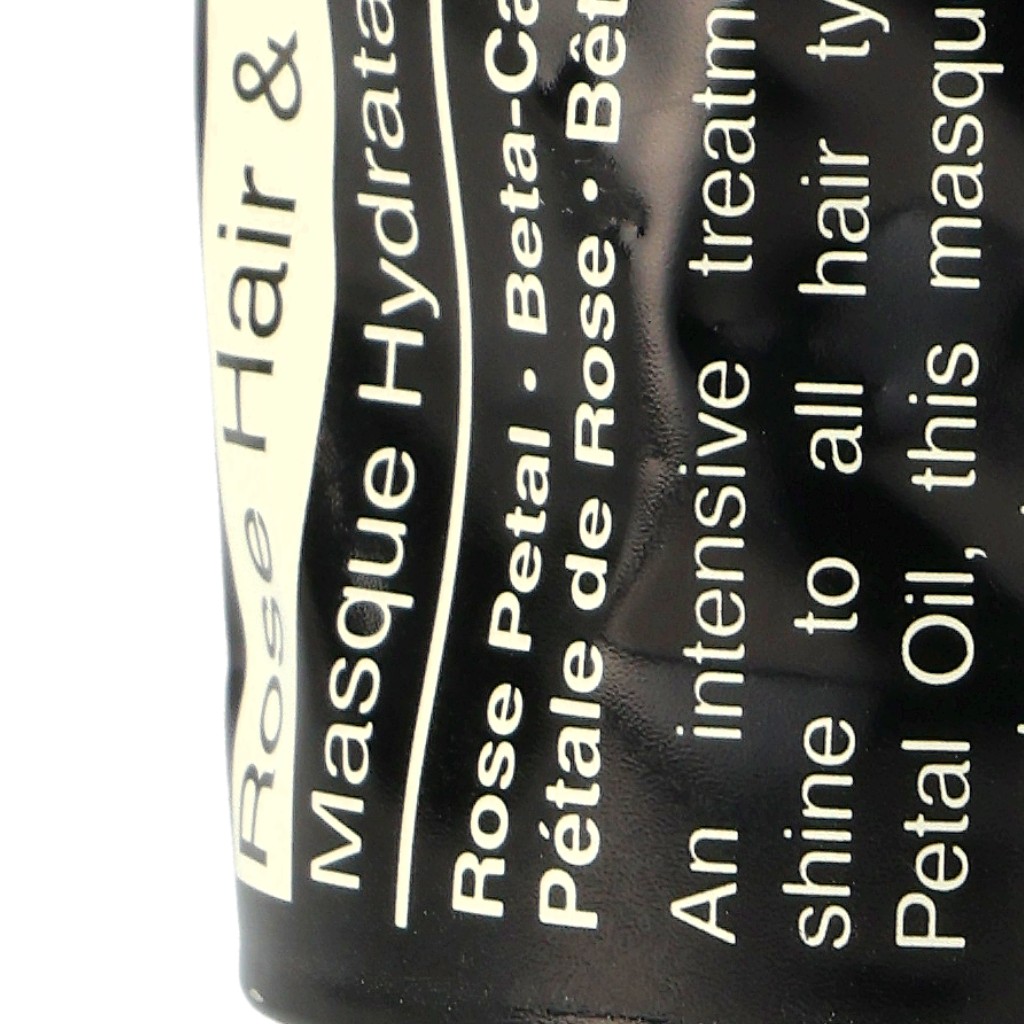 Rose Hair &
Masque Hydrata
Rose Petal · Beta-Ca
Pétale de Rose · Bêt
An intensive treatm
shine to all hair ty
Petal Oil, this masqu